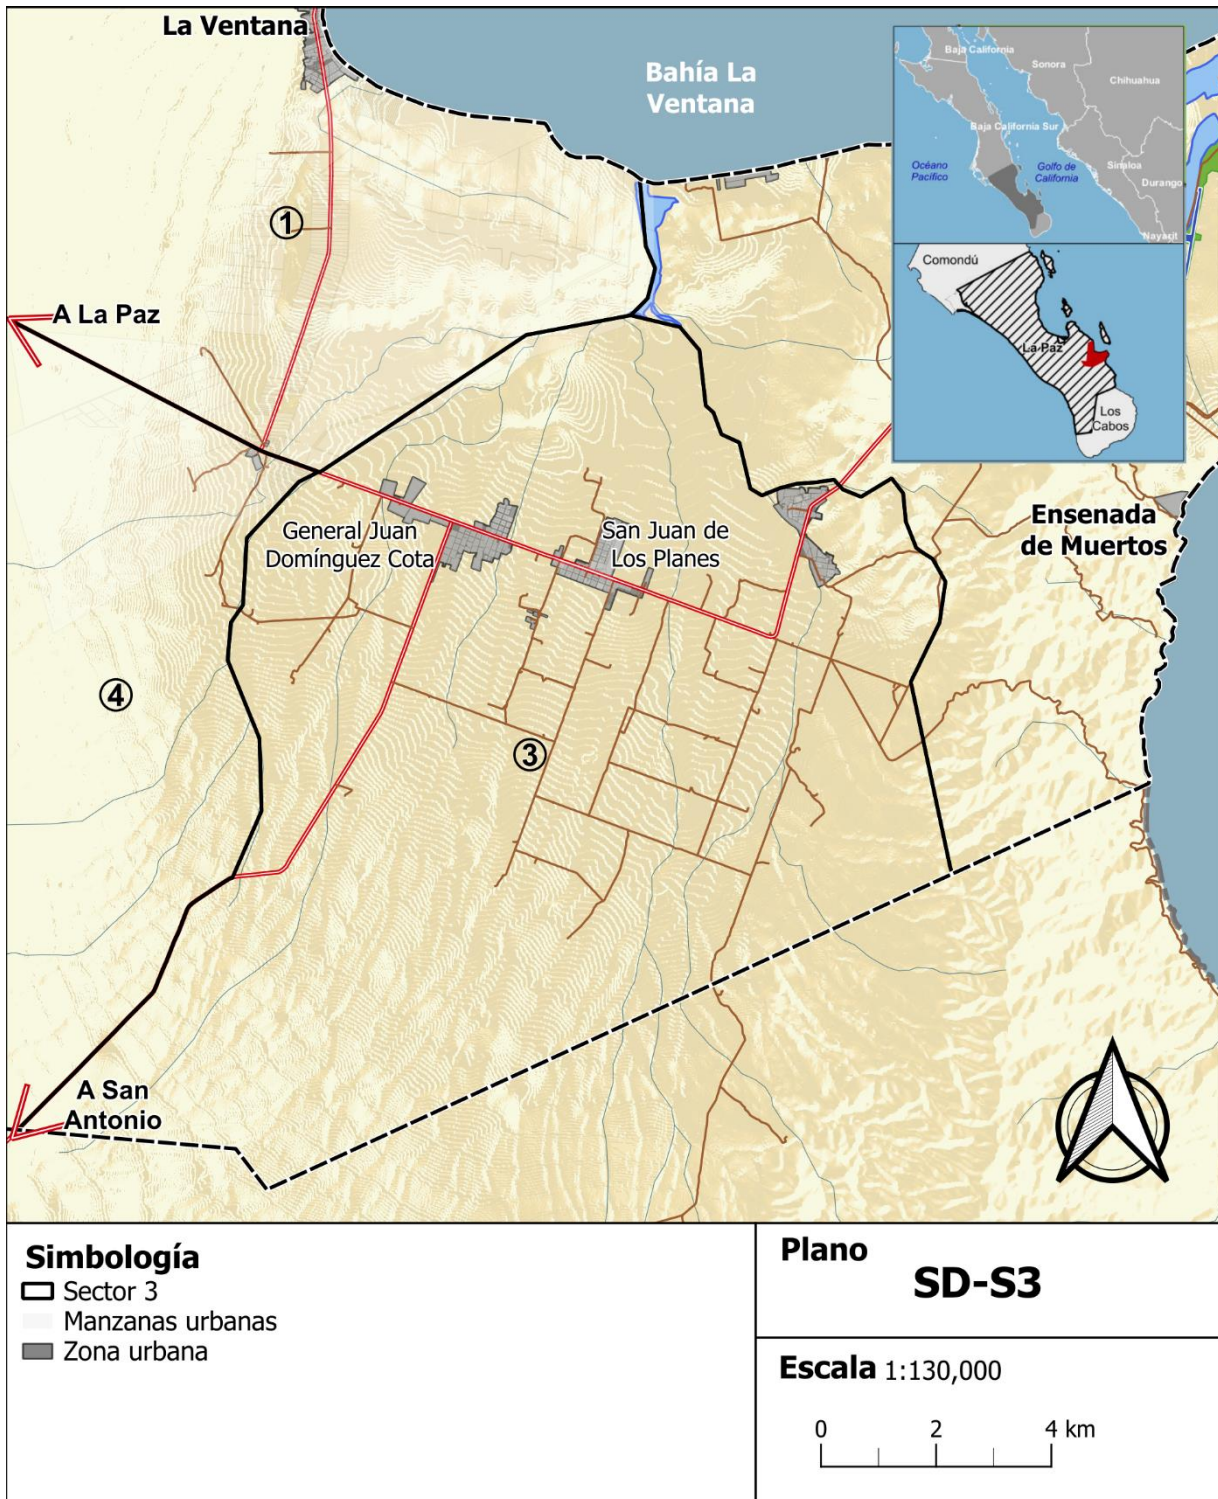 La Ventana
Bahía La
Ventana
Baja California
Sonora
Chihuahua
Baja California Sur
Océano
Pacífico
Golfo de
California
Sinaloa
Durango
Nayarit
Comondú
La Paz
Los
Cabos
1
A La Paz
General Juan
Domínguez Cota
San Juan de
Los Planes
Ensenada
de Muertos
4
3
A San
Antonio
Simbología
Sector 3
Manzanas urbanas
Zona urbana
Plano
SD-S3
Escala 1:130,000
0 2 4 km